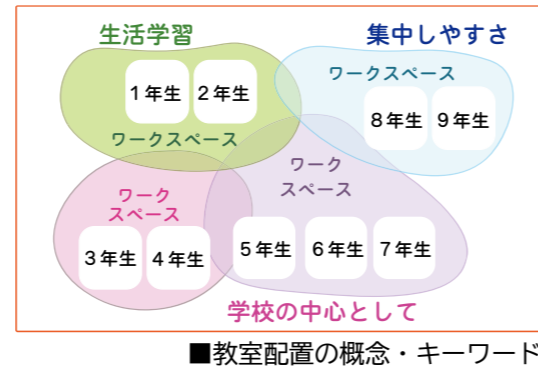 生活学習
集中しやすさ
ワークスペース
1年生
2年生
8年生
9年生
ワークスペース
ワーク
スペース
ワーク
スペース
3年生
4年生
5年生
6年生
7年生
学校の中心として
■教室配置の概念・キーワード